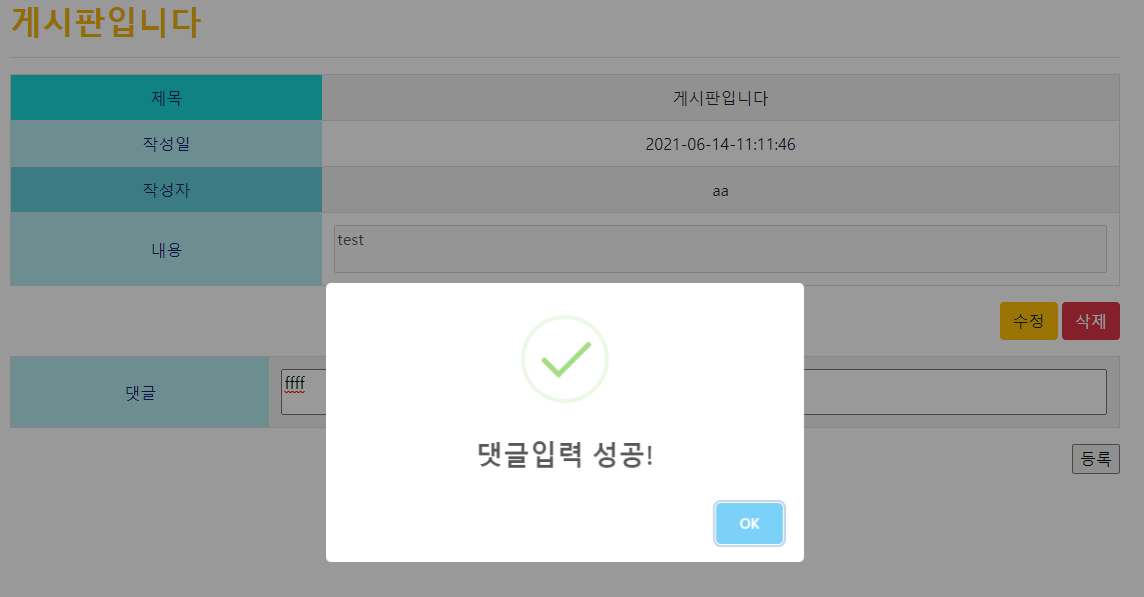 게시판입니다
제목 게시판입니다
작성일 2021-06-14-11:11:46
작성자 aa
내용 test
수정 삭제
댓글 ffff
댓글입력 성공!
등록
OK